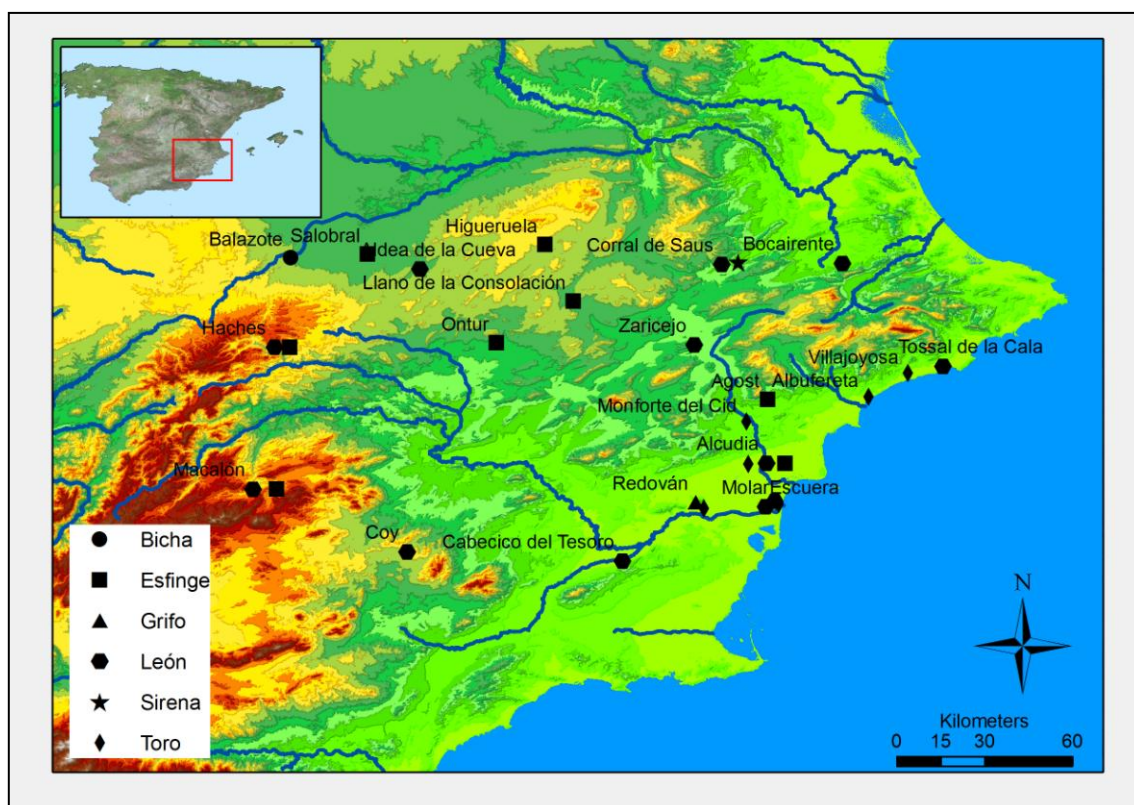 Higueruela
Balazote
Salobral
Aldea de la Cueva
Corral de Saus
Bocairente
Llano de la Consolación
Haches
Ontur
Zaricejo
Villajoyosa
Tossal de la Cala
Agost
Albufereta
Monforte del Cid
Alcudia
Macalón
Redován
Molar
Escuera
Coy
Cabecico del Tesoro
Bicha
Esfinge
Grifo
León
Sirena
Toro
N
Kilometers
0 15 30 60